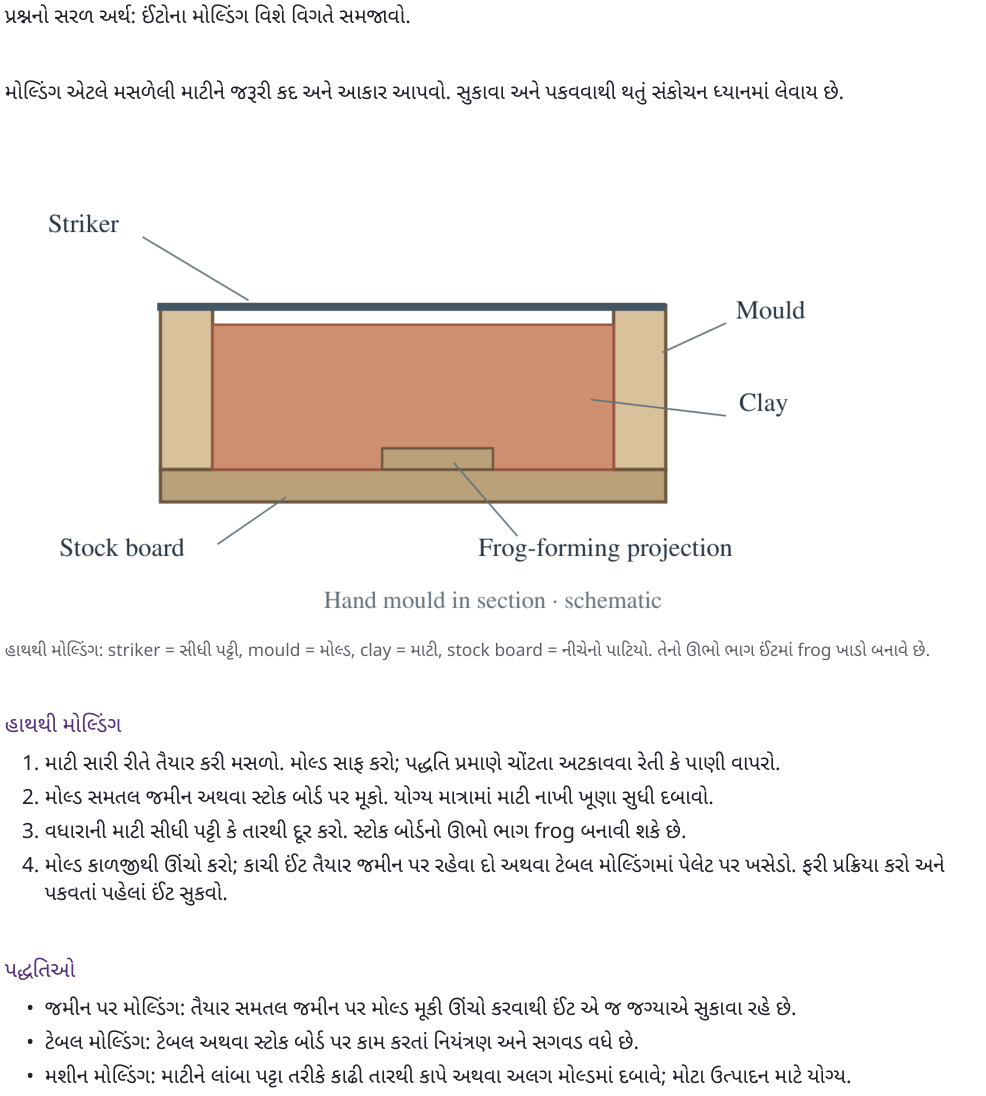 પ્રશ્નનો સરળ અર્થ: ઈંટોના મોલ્ડિંગ વિશે વિગતે સમજાવો.
મોલ્ડિંગ એટલે મસળેલી માટીને જરૂરી કદ અને આકાર આપવો. સુકાવા અને પકવવાથી થતું સંકોચન ધ્યાનમાં લેવાય છે.
Striker
Mould
Clay
Stock board
Frog-forming projection
Hand mould in section · schematic
હાથથી મોલ્ડિંગ: striker = સીધી પટ્ટી, mould = મોલ્ડ, clay = માટી, stock board = નીચેનો પાટિયો. તેનો ઊભો ભાગ ઈંટમાં frog ખાડો બનાવે છે.
હાથથી મોલ્ડિંગ
1. માટી સારી રીતે તૈયાર કરી મસળો. મોલ્ડ સાફ કરો; પદ્ધતિ પ્રમાણે ચોંટતા અટકાવવા રેતી કે પાણી વાપરો.
2. મોલ્ડ સમતલ જમીન અથવા સ્ટોક બોર્ડ પર મૂકો. યોગ્ય માત્રામાં માટી નાખી ખૂણા સુધી દબાવો.
3. વધારાની માટી સીધી પટ્ટી કે તારથી દૂર કરો. સ્ટોક બોર્ડનો ઊભો ભાગ frog બનાવી શકે છે.
4. મોલ્ડ કાળજીથી ઊંચો કરો; કાચી ઈંટ તૈયાર જમીન પર રહેવા દો અથવા ટેબલ મોલ્ડિંગમાં પેલેટ પર ખસેડો. ફરી પ્રક્રિયા કરો અને
પકવતાં પહેલાં ઈંટ સુકવો.
પદ્ધતિઓ
• જમીન પર મોલ્ડિંગ: તૈયાર સમતલ જમીન પર મોલ્ડ મૂકી ઊંચો કરવાથી ઈંટ એ જ જગ્યાએ સુકાવા રહે છે.
• ટેબલ મોલ્ડિંગ: ટેબલ અથવા સ્ટોક બોર્ડ પર કામ કરતાં નિયંત્રણ અને સગવડ વધે છે.
• મશીન મોલ્ડિંગ: માટીને લાંબા પટ્ટા તરીકે કાઢી તારથી કાપે અથવા અલગ મોલ્ડમાં દબાવે; મોટા ઉત્પાદન માટે યોગ્ય.